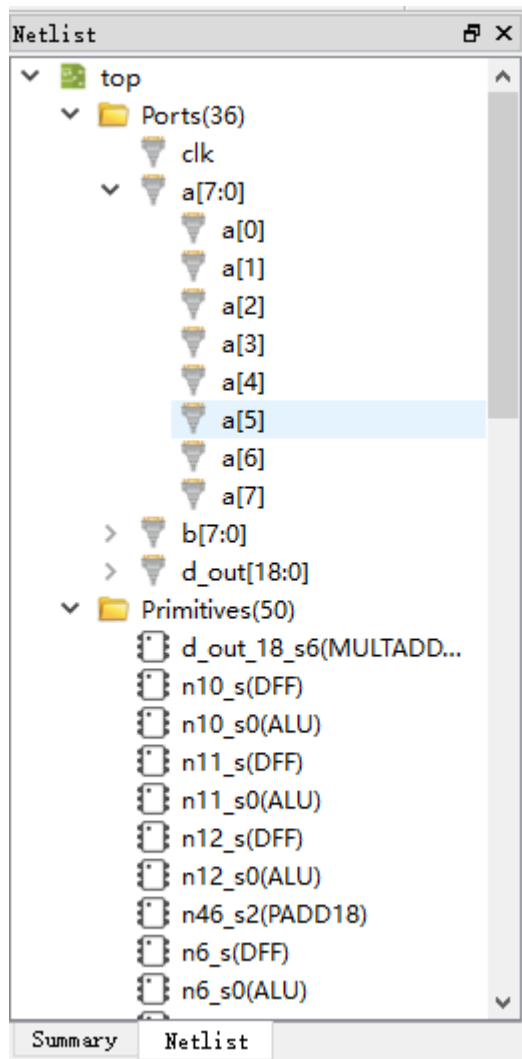 Netlist
top
Ports(36)
clk
a[7:0]
a[0]
a[1]
a[2]
a[3]
a[4]
a[5]
a[6]
a[7]
b[7:0]
d_out[18:0]
Primitives(50)
d_out_18_s6(MULTADD...
n10_s(DFF)
n10_s0(ALU)
n11_s(DFF)
n11_s0(ALU)
n12_s(DFF)
n12_s0(ALU)
n46_s2(PADD18)
n6_s(DFF)
n6_s0(ALU)
Summary Netlist